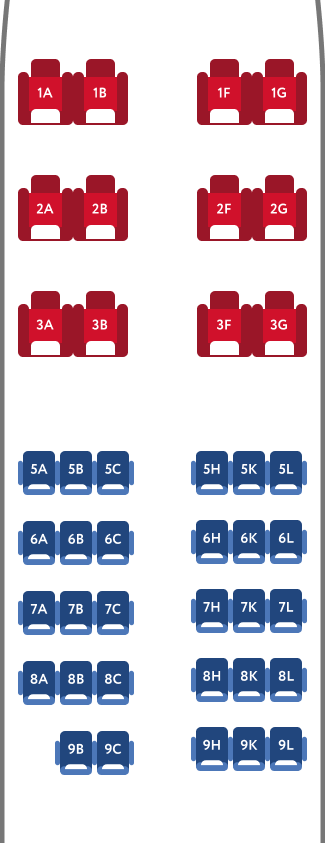 1A 1B 1F 1G
2A 2B 2F 2G
3A 3B 3F 3G
5A 5B 5C 5H 5K 5L
6A 6B 6C 6H 6K 6L
7A 7B 7C 7H 7K 7L
8A 8B 8C 8H 8K 8L
9B 9C 9H 9K 9L